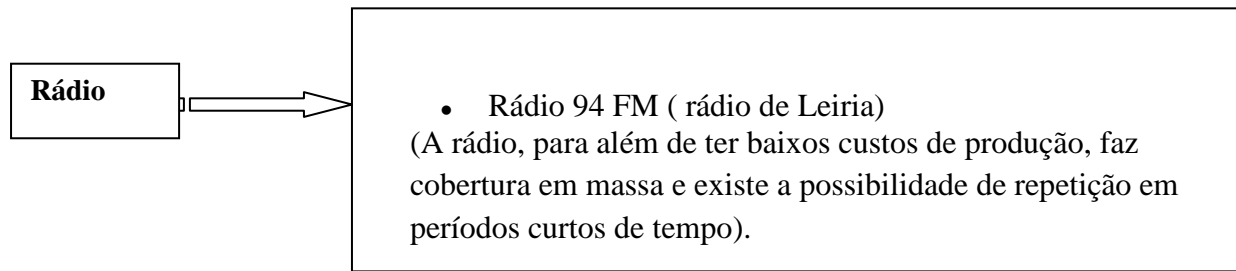 Rádio
• Rádio 94 FM ( rádio de Leiria)
(A rádio, para além de ter baixos custos de produção, faz
cobertura em massa e existe a possibilidade de repetição em
períodos curtos de tempo).